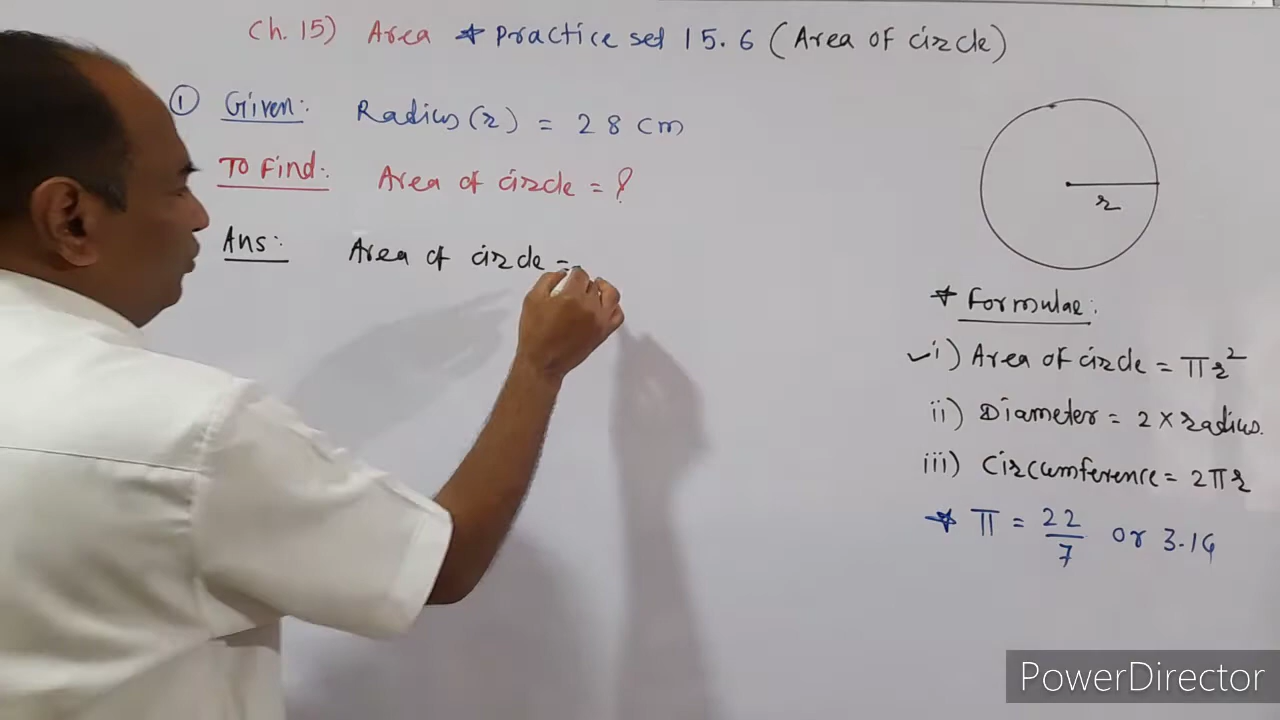 Ch. 15) Area ★ Practice set 15.6 (Area of circle)
① Given: Radius (r) = 28 cm
To Find: Area of circle = ?
Ans: Area of circle =
r
★ Formulae:
✓i) Area of circle = πr²
ii) Diameter = 2 × radius.
iii) Circumference = 2πr
★ π = 22/7 or 3.14
PowerDirector